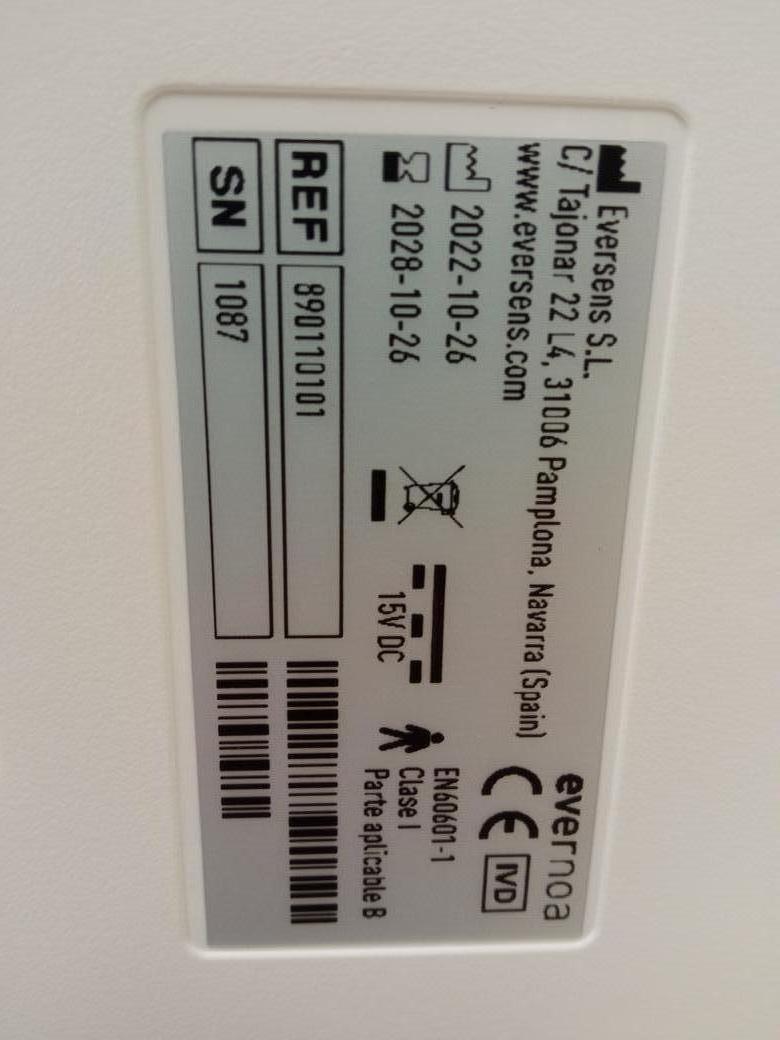 Eversens S.L.
C/ Tajonar 22 L4, 31006 Pamplona, Navarra (Spain)
www.eversens.com
evernoa
CE IVD
2022-10-26
2028-10-26
15V DC
EN60601-1
Clase I
Parte aplicable B
REF 890110101
SN 1087